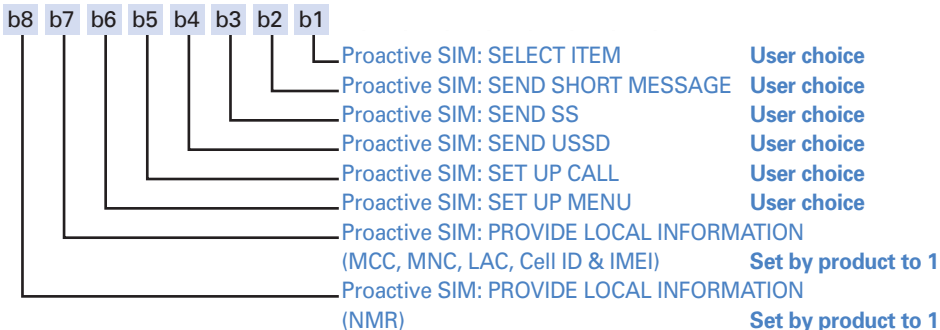 b8 b7 b6 b5 b4 b3 b2 b1
Proactive SIM: SELECT ITEM User choice
Proactive SIM: SEND SHORT MESSAGE User choice
Proactive SIM: SEND SS User choice
Proactive SIM: SEND USSD User choice
Proactive SIM: SET UP CALL User choice
Proactive SIM: SET UP MENU User choice
Proactive SIM: PROVIDE LOCAL INFORMATION
(MCC, MNC, LAC, Cell ID & IMEI) Set by product to 1
Proactive SIM: PROVIDE LOCAL INFORMATION
(NMR) Set by product to 1